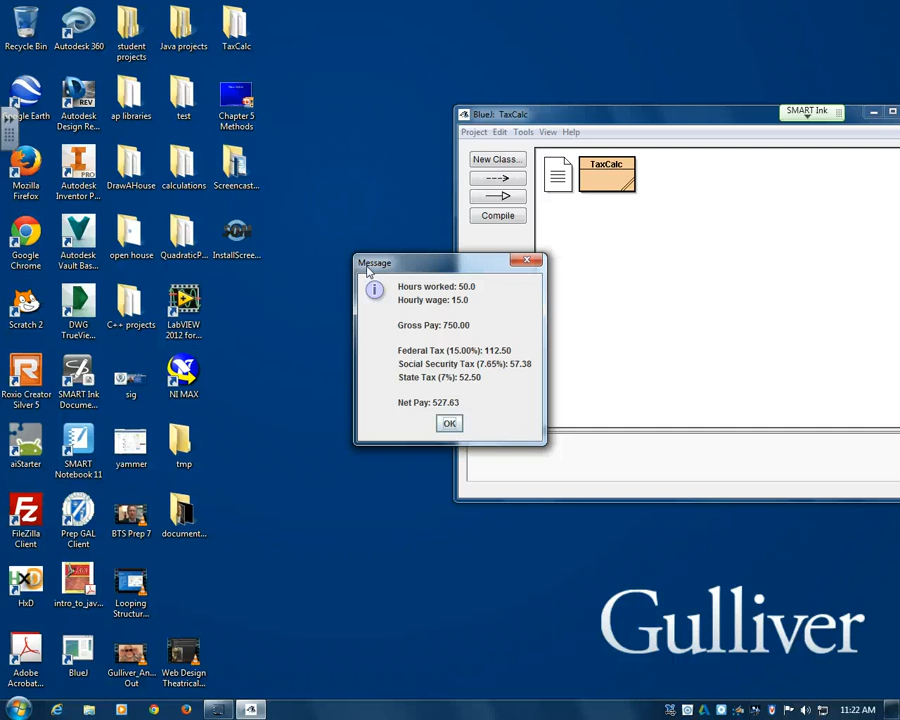 Recycle Bin
Autodesk 360
student
projects
Java projects
TaxCalc
Google Earth
Autodesk
Design Re...
ap libraries
test
Chapter 5
Methods
Mozilla
Firefox
Autodesk
Inventor P...
DrawAHouse
calculations
Screencast...
Google
Chrome
Autodesk
Vault Bas...
open house
QuadraticP...
InstallScree...
Scratch 2
DWG
TrueView...
C++ projects
LabVIEW
2012 for...
Roxio Creator
Silver 5
SMART Ink
Docume...
sig
NI MAX
aiStarter
SMART
Notebook 11
yammer
tmp
FileZilla
Client
Prep GAL
Client
BTS Prep 7
document...
HxD
intro_to_jav...
Looping
Structur...
Adobe
Acrobat...
BlueJ
Gulliver_An...
Out
Web Design
Theatrical...
BlueJ: TaxCalc
SMART Ink
Project Edit Tools View Help
New Class...
Compile
TaxCalc
Message
Hours worked: 50.0
Hourly wage: 15.0
Gross Pay: 750.00
Federal Tax (15.00%): 112.50
Social Security Tax (7.65%): 57.38
State Tax (7%): 52.50
Net Pay: 527.63
OK
Gulliver
11:22 AM